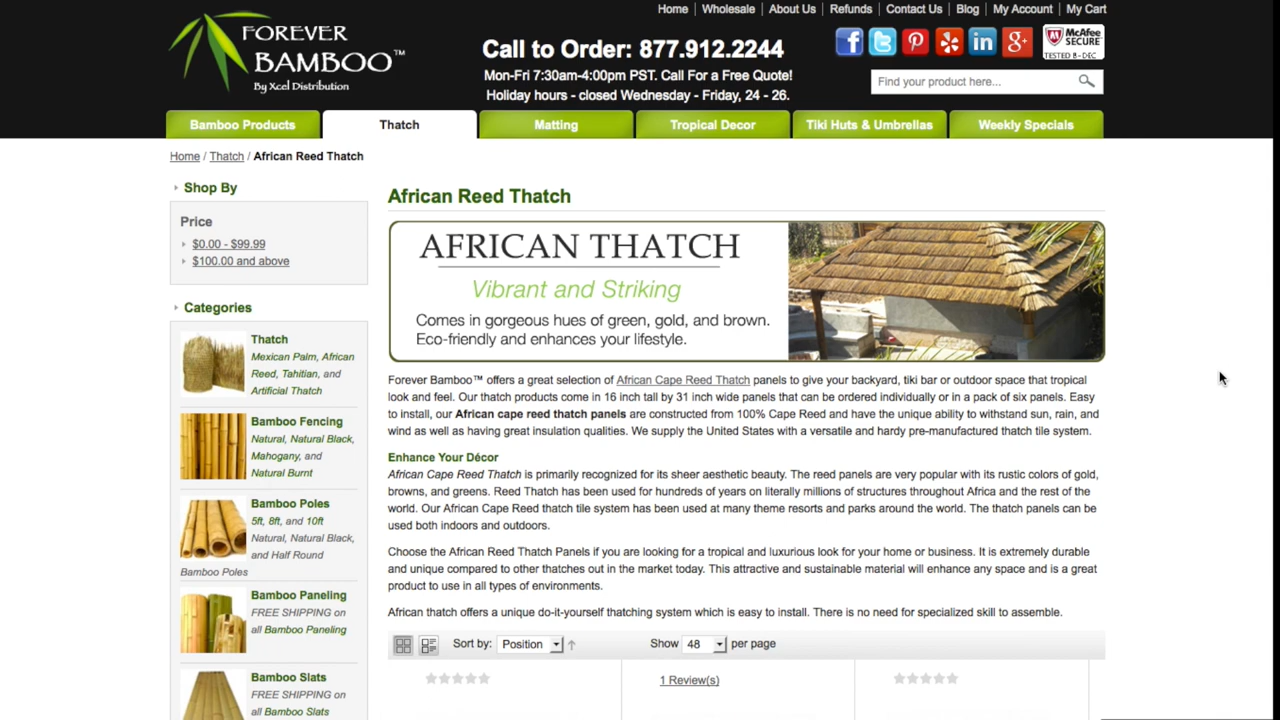 Home Wholesale About Us Refunds Contact Us Blog My Account My Cart
FOREVER
BAMBOO™
By Xcel Distribution
Call to Order: 877.912.2244
Mon-Fri 7:30am-4:00pm PST. Call For a Free Quote!
Holiday hours - closed Wednesday - Friday, 24 - 26.
McAfee
SECURE
TESTED 8-DEC
Find your product here...
Bamboo Products Thatch Matting Tropical Decor Tiki Huts & Umbrellas Weekly Specials
Home / Thatch / African Reed Thatch
Shop By
Price
$0.00 - $99.99
$100.00 and above
Categories
Thatch
Mexican Palm, African
Reed, Tahitian, and
Artificial Thatch
Bamboo Fencing
Natural, Natural Black,
Mahogany, and
Natural Burnt
Bamboo Poles
5ft, 8ft, and 10ft
Natural, Natural Black,
and Half Round
Bamboo Poles
Bamboo Paneling
FREE SHIPPING on
all Bamboo Paneling
Bamboo Slats
FREE SHIPPING on
all Bamboo Slats
African Reed Thatch
AFRICAN THATCH
Vibrant and Striking
Comes in gorgeous hues of green, gold, and brown.
Eco-friendly and enhances your lifestyle.
Forever Bamboo™ offers a great selection of African Cape Reed Thatch panels to give your backyard, tiki bar or outdoor space that tropical
look and feel. Our thatch products come in 16 inch tall by 31 inch wide panels that can be ordered individually or in a pack of six panels. Easy
to install, our African cape reed thatch panels are constructed from 100% Cape Reed and have the unique ability to withstand sun, rain, and
wind as well as having great insulation qualities. We supply the United States with a versatile and hardy pre-manufactured thatch tile system.
Enhance Your Décor
African Cape Reed Thatch is primarily recognized for its sheer aesthetic beauty. The reed panels are very popular with its rustic colors of gold,
browns, and greens. Reed Thatch has been used for hundreds of years on literally millions of structures throughout Africa and the rest of the
world. Our African Cape Reed thatch tile system has been used at many theme resorts and parks around the world. The thatch panels can be
used both indoors and outdoors.
Choose the African Reed Thatch Panels if you are looking for a tropical and luxurious look for your home or business. It is extremely durable
and unique compared to other thatches out in the market today. This attractive and sustainable material will enhance any space and is a great
product to use in all types of environments.
African thatch offers a unique do-it-yourself thatching system which is easy to install. There is no need for specialized skill to assemble.
Sort by: Position Show 48 per page
1 Review(s)